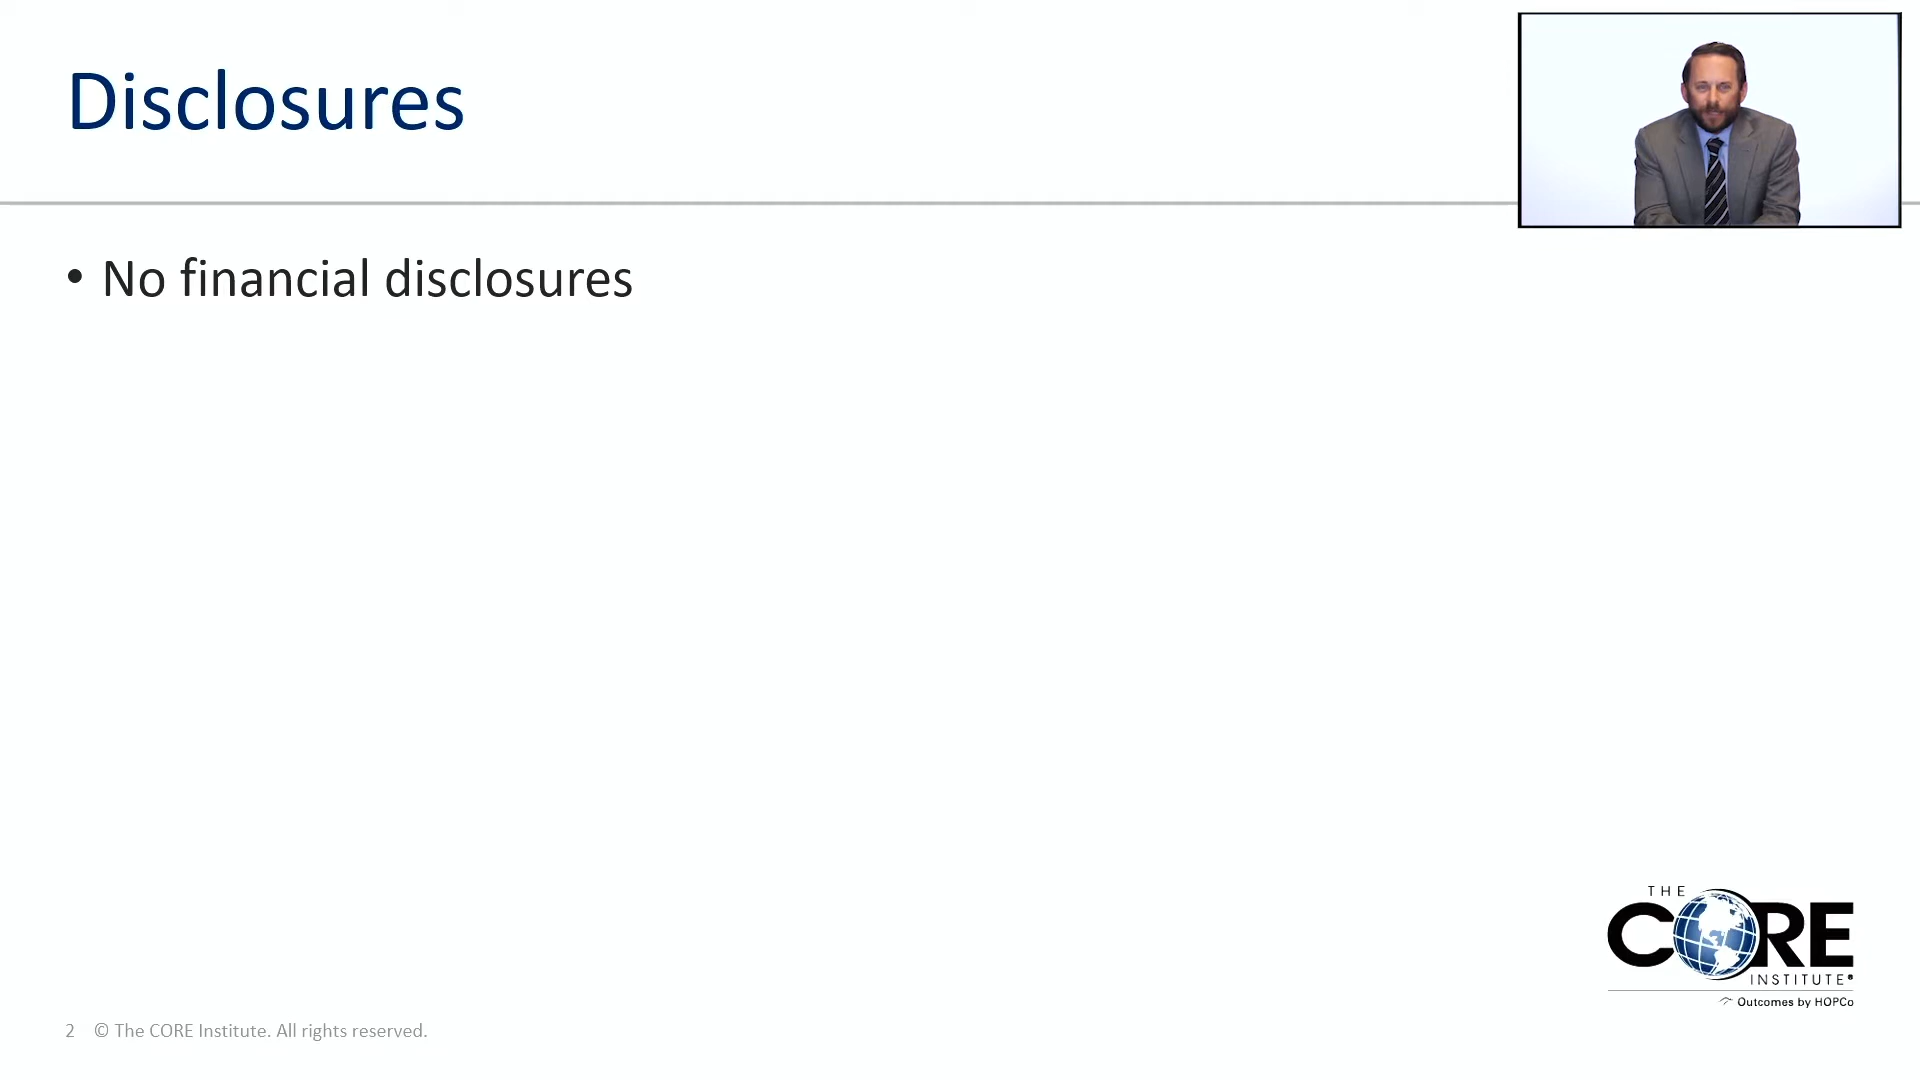 Disclosures
• No financial disclosures
THE
CORE
INSTITUTE®
Outcomes by HOPCo
2 © The CORE Institute. All rights reserved.